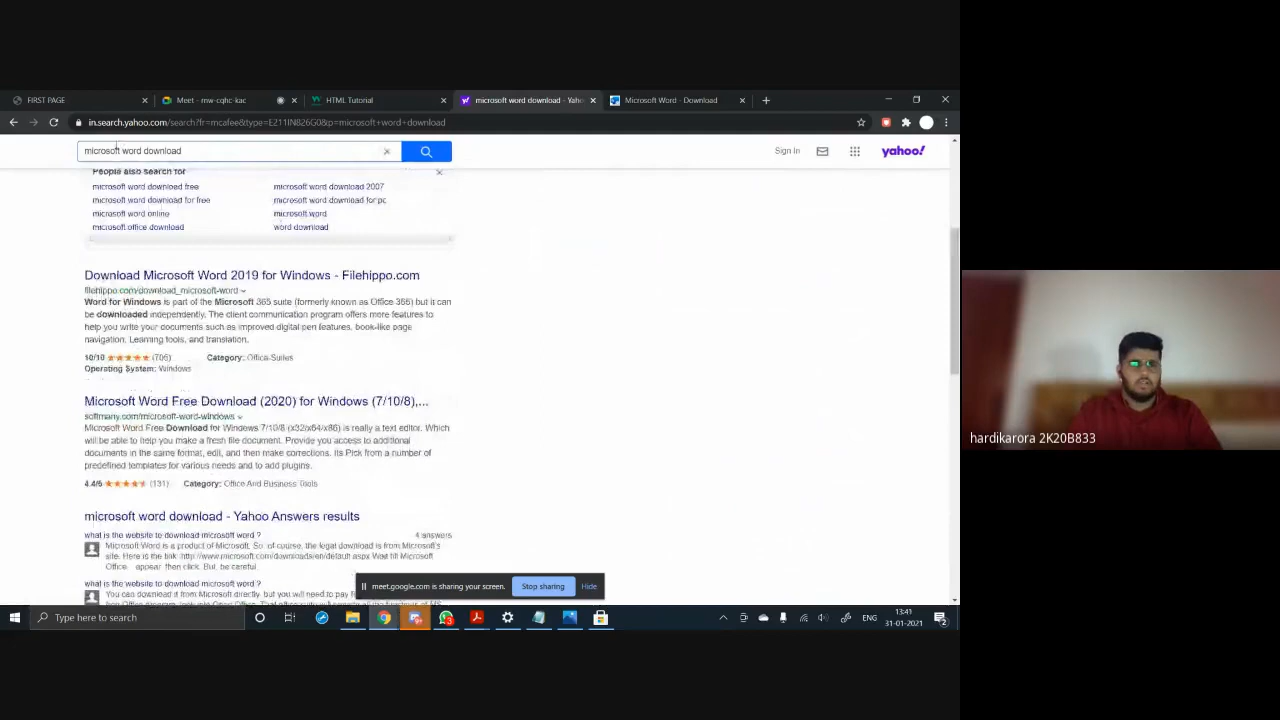 FIRST PAGE
Meet - mw-cqhc-kac
HTML Tutorial
microsoft word download - Yaho
Microsoft Word - Download
in.search.yahoo.com/search?fr=mcafee&type=E211IN826G0&p=microsoft+word+download
microsoft word download
Sign In
yahoo!
People also search for
microsoft word download free
microsoft word download 2007
microsoft word download for free
microsoft word download for pc
microsoft word online
microsoft word
microsoft office download
word download
Download Microsoft Word 2019 for Windows - Filehippo.com
filehippo.com/download_microsoft-word
Word for Windows is part of the Microsoft 365 suite (formerly known as Office 365) but it can
be downloaded independently. The client communication program offers more features to
help you write your documents such as improved digital pen features, book-like page
navigation, Learning tools, and translation.
10/10 ★★★★★ (706) Category: Office-Suites
Operating System: Windows
Microsoft Word Free Download (2020) for Windows (7/10/8),...
softmany.com/microsoft-word-windows
Microsoft Word Free Download for Windows 7/10/8 (x32/x64/x86) is really a text editor. Which
will be able to help you make a fresh file document. Provide you access to additional
documents in the same format, edit, and then make corrections. Its Pick from a number of
predefined templates for various needs and to add plugins.
4.4/5 (131) Category: Office And Business Tools
microsoft word download - Yahoo Answers results
what is the website to download microsoft word ?
4 answers
Microsoft Word is a product of Microsoft. So, of course, the legal download is from Microsoft's
site. Here is the link :http://www.microsoft.com/downloads/en/default.aspx Wait till Microsoft
Office.. appear then click. But, be careful
what is the website to download microsoft word ?
You can download it from Microsoft directly, but you will need to pay
meet.google.com is sharing your screen.
Stop sharing
Hide
hardikarora 2K20B833
Type here to search
3
ENG
13:41
31-01-2021
2